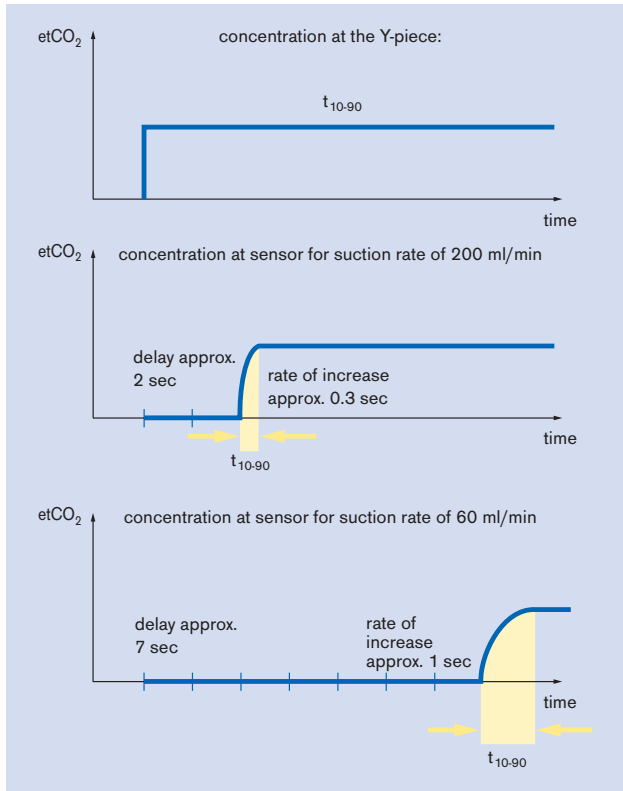 etCO₂
concentration at the Y-piece:
t₁₀₋₉₀
time
etCO₂
concentration at sensor for suction rate of 200 ml/min
delay approx.
2 sec
rate of increase
approx. 0.3 sec
time
t₁₀₋₉₀
etCO₂
concentration at sensor for suction rate of 60 ml/min
delay approx.
7 sec
rate of
increase
approx. 1 sec
time
t₁₀₋₉₀